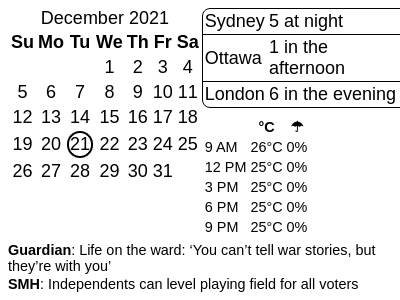 December 2021
Su Mo Tu We Th Fr Sa
1 2 3 4
5 6 7 8 9 10 11
12 13 14 15 16 17 18
19 20 21 22 23 24 25
26 27 28 29 30 31
Sydney 5 at night
Ottawa 1 in the
afternoon
London 6 in the evening
°C ☂
9 AM 26°C 0%
12 PM 25°C 0%
3 PM 25°C 0%
6 PM 25°C 0%
9 PM 25°C 0%
Guardian: Life on the ward: ‘You can’t tell war stories, but
they’re with you’
SMH: Independents can level playing field for all voters